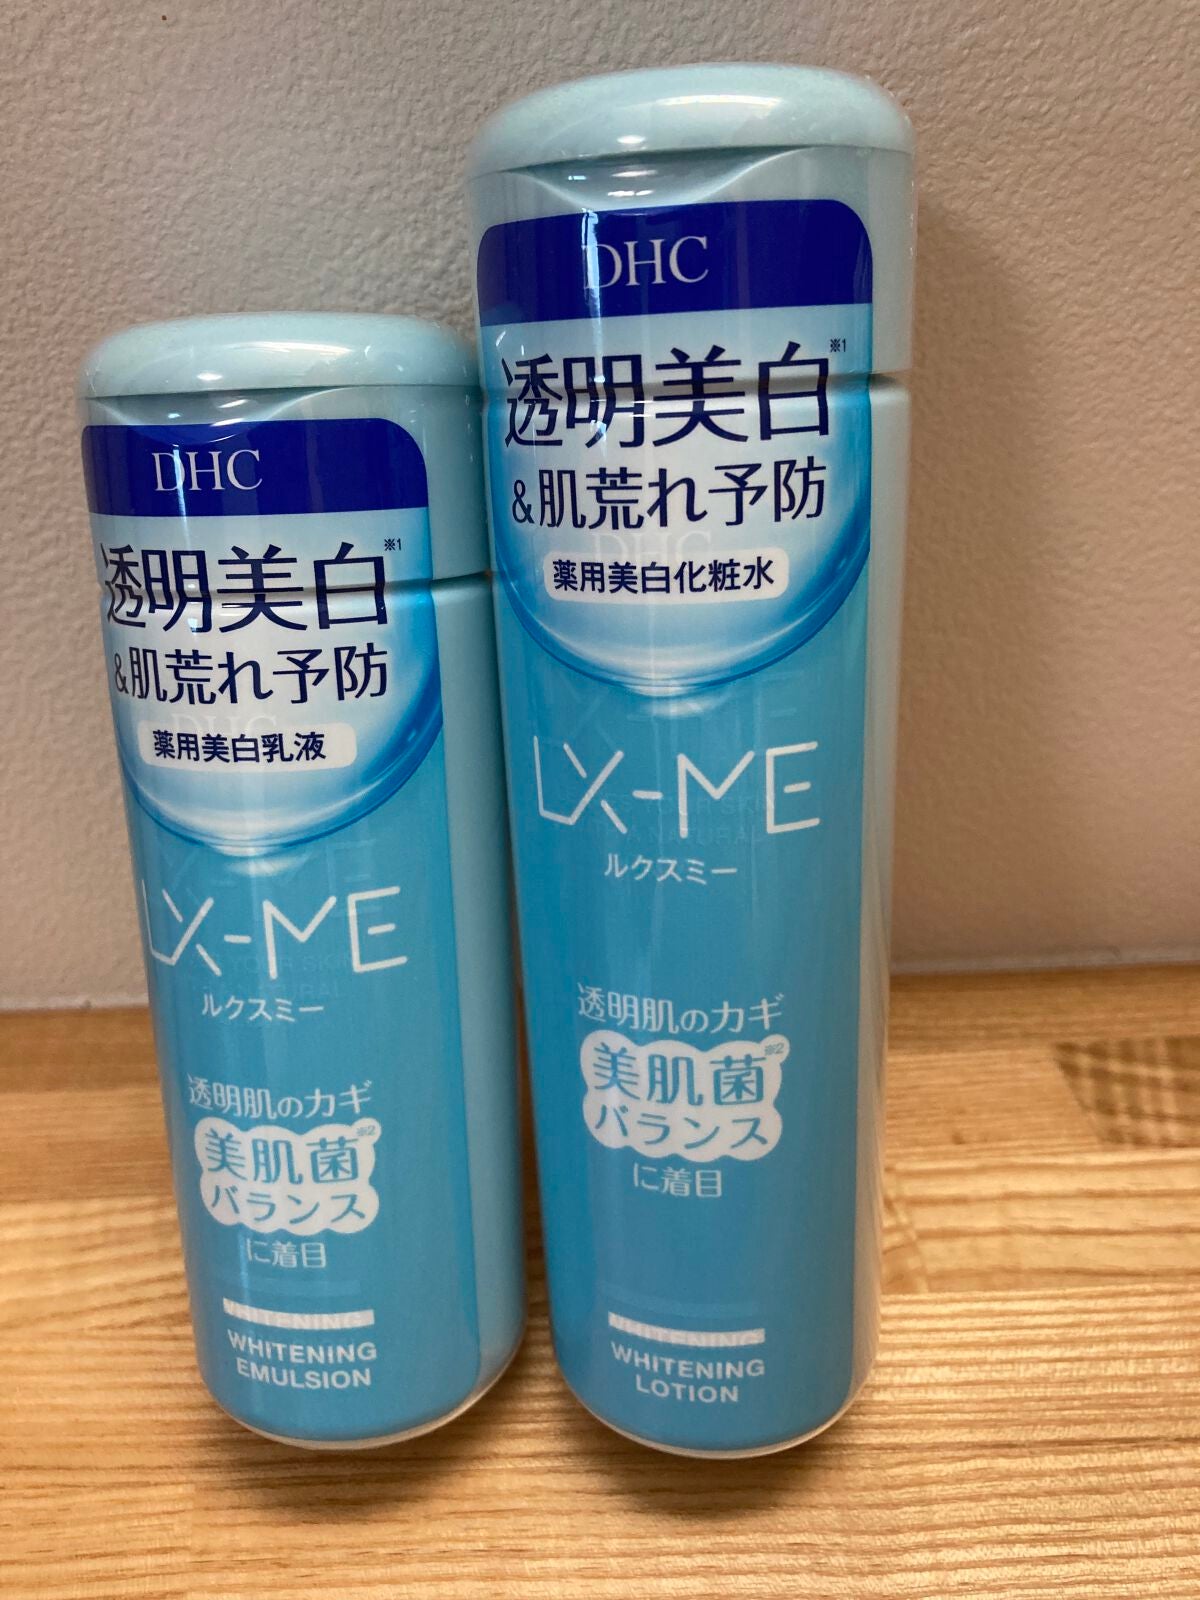 DHC
透明美白※1
&肌荒れ予防
薬用美白乳液
LX-ME
ルクスミー
透明肌のカギ
美肌菌※2
バランス
に着目
WHITENING
WHITENING
EMULSION
DHC
透明美白※1
&肌荒れ予防
薬用美白化粧水
LX-ME
ルクスミー
透明肌のカギ
美肌菌※2
バランス
に着目
WHITENING
WHITENING
LOTION